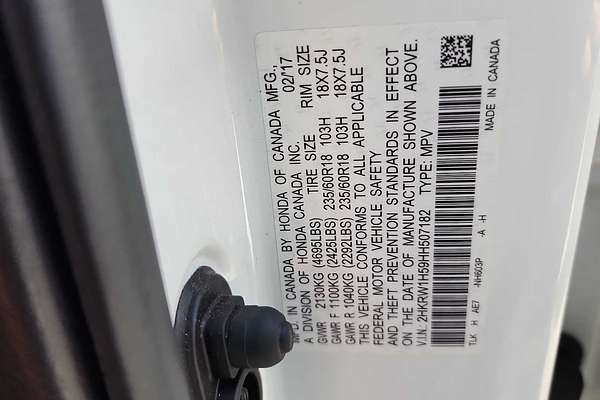 MFD. IN CANADA BY HONDA OF CANADA MFG.,
A DIVISION OF HONDA CANADA INC. 02/'17
TIRE SIZE RIM SIZE
GVWR 2130KG (4695LBS)
GAWR F 1100KG (2425LBS) 235/60R18 103H 18X7.5J
GAWR R 1040KG (2292LBS) 235/60R18 103H 18X7.5J
THIS VEHICLE CONFORMS TO ALL APPLICABLE
FEDERAL MOTOR VEHICLE SAFETY
AND THEFT PREVENTION STANDARDS IN EFFECT
ON THE DATE OF MANUFACTURE SHOWN ABOVE.
V.I.N: 2HKRW1H59HH507182 TYPE: MPV
TLK H AE7 -NH603P -A -H MADE IN CANADA